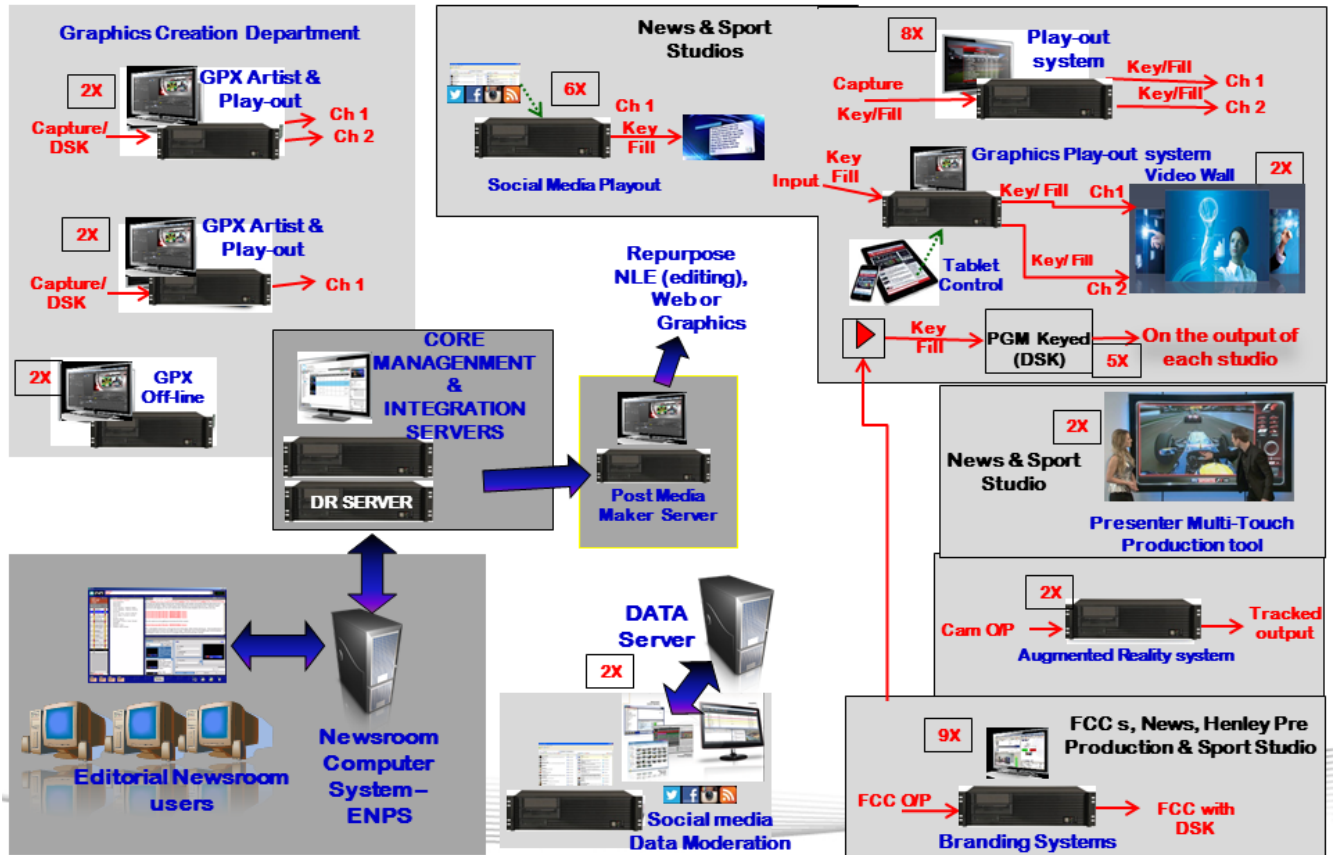 Graphics Creation Department
2X
GPX Artist &
Play-out
Capture/
DSK
Ch 1
Ch 2
2X
GPX Artist &
Play-out
Capture/
DSK
Ch 1
2X
GPX
Off-line
CORE
MANAGENMENT
&
INTEGRATION
SERVERS
DR SERVER
Repurpose
NLE (editing),
Web or
Graphics
Post Media
Maker Server
Editorial Newsroom
users
Newsroom
Computer
System–
ENPS
DATA
Server
2X
Social media
Data Moderation
News & Sport
Studios
6X
Ch 1
Key
Fill
Social Media Playout
8X
Play-out
system
Capture
Key/Fill
Key/Fill
Ch 1
Key/Fill
Ch 2
Graphics Play-out system
Key
Fill
Input
Video Wall
2X
Key/ Fill
Ch1
Key/ Fill
Ch 2
Tablet
Control
Key
Fill
PGM Keyed
(DSK)
5X
On the output of
each studio
2X
News & Sport
Studio
Presenter Multi-Touch
Production tool
2X
Cam O/P
Tracked
output
Augmented Reality system
9X
FCC s, News, Henley Pre
Production & Sport Studio
FCC O/P
FCC with
DSK
Branding Systems